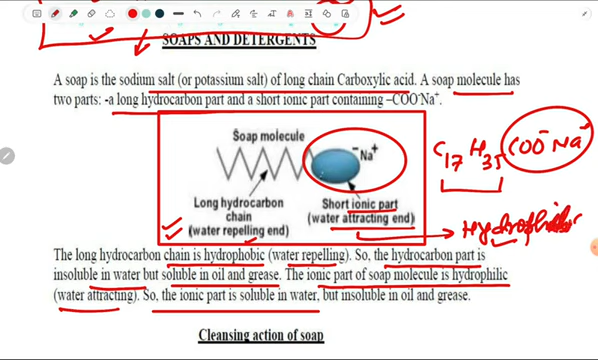 SOAPS AND DETERGENTS
A soap is the sodium salt (or potassium salt) of long chain Carboxylic acid. A soap molecule has
two parts: -a long hydrocarbon part and a short ionic part containing –COO⁻Na⁺.
Soap molecule
⁻Na⁺
C₁₇ H₃₅ COO⁻Na⁺
Long hydrocarbon
chain
(water repelling end)
Short ionic part
(water attracting end)
The long hydrocarbon chain is hydrophobic (water repelling). So, the hydrocarbon part is
insoluble in water but soluble in oil and grease. The ionic part of soap molecule is hydrophilic
(water attracting). So, the ionic part is soluble in water, but insoluble in oil and grease.
Cleansing action of soap